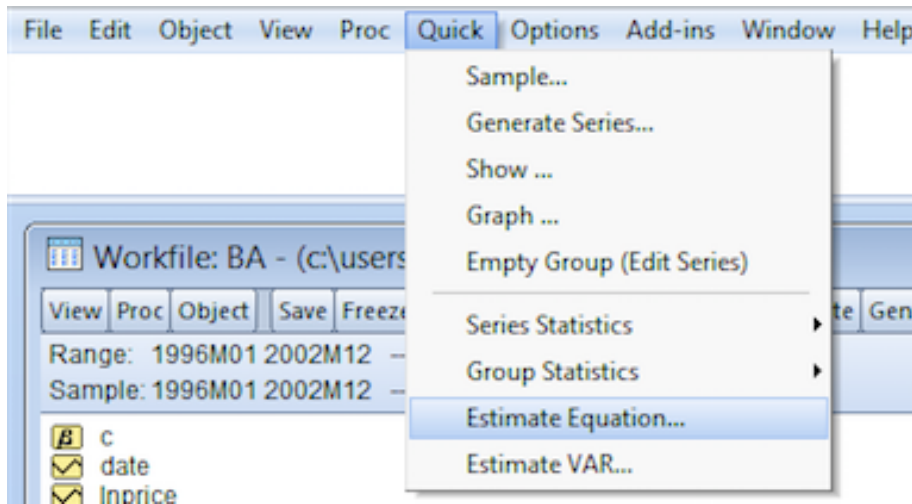 File Edit Object View Proc Quick Options Add-ins Window Help
Sample...
Generate Series...
Show ...
Graph ...
Empty Group (Edit Series)
Series Statistics
Group Statistics
Estimate Equation...
Estimate VAR...
Workfile: BA - (c:\users
View Proc Object Save Freeze te Gen
Range: 1996M01 2002M12 --
Sample: 1996M01 2002M12 --
β c
date
lnprice